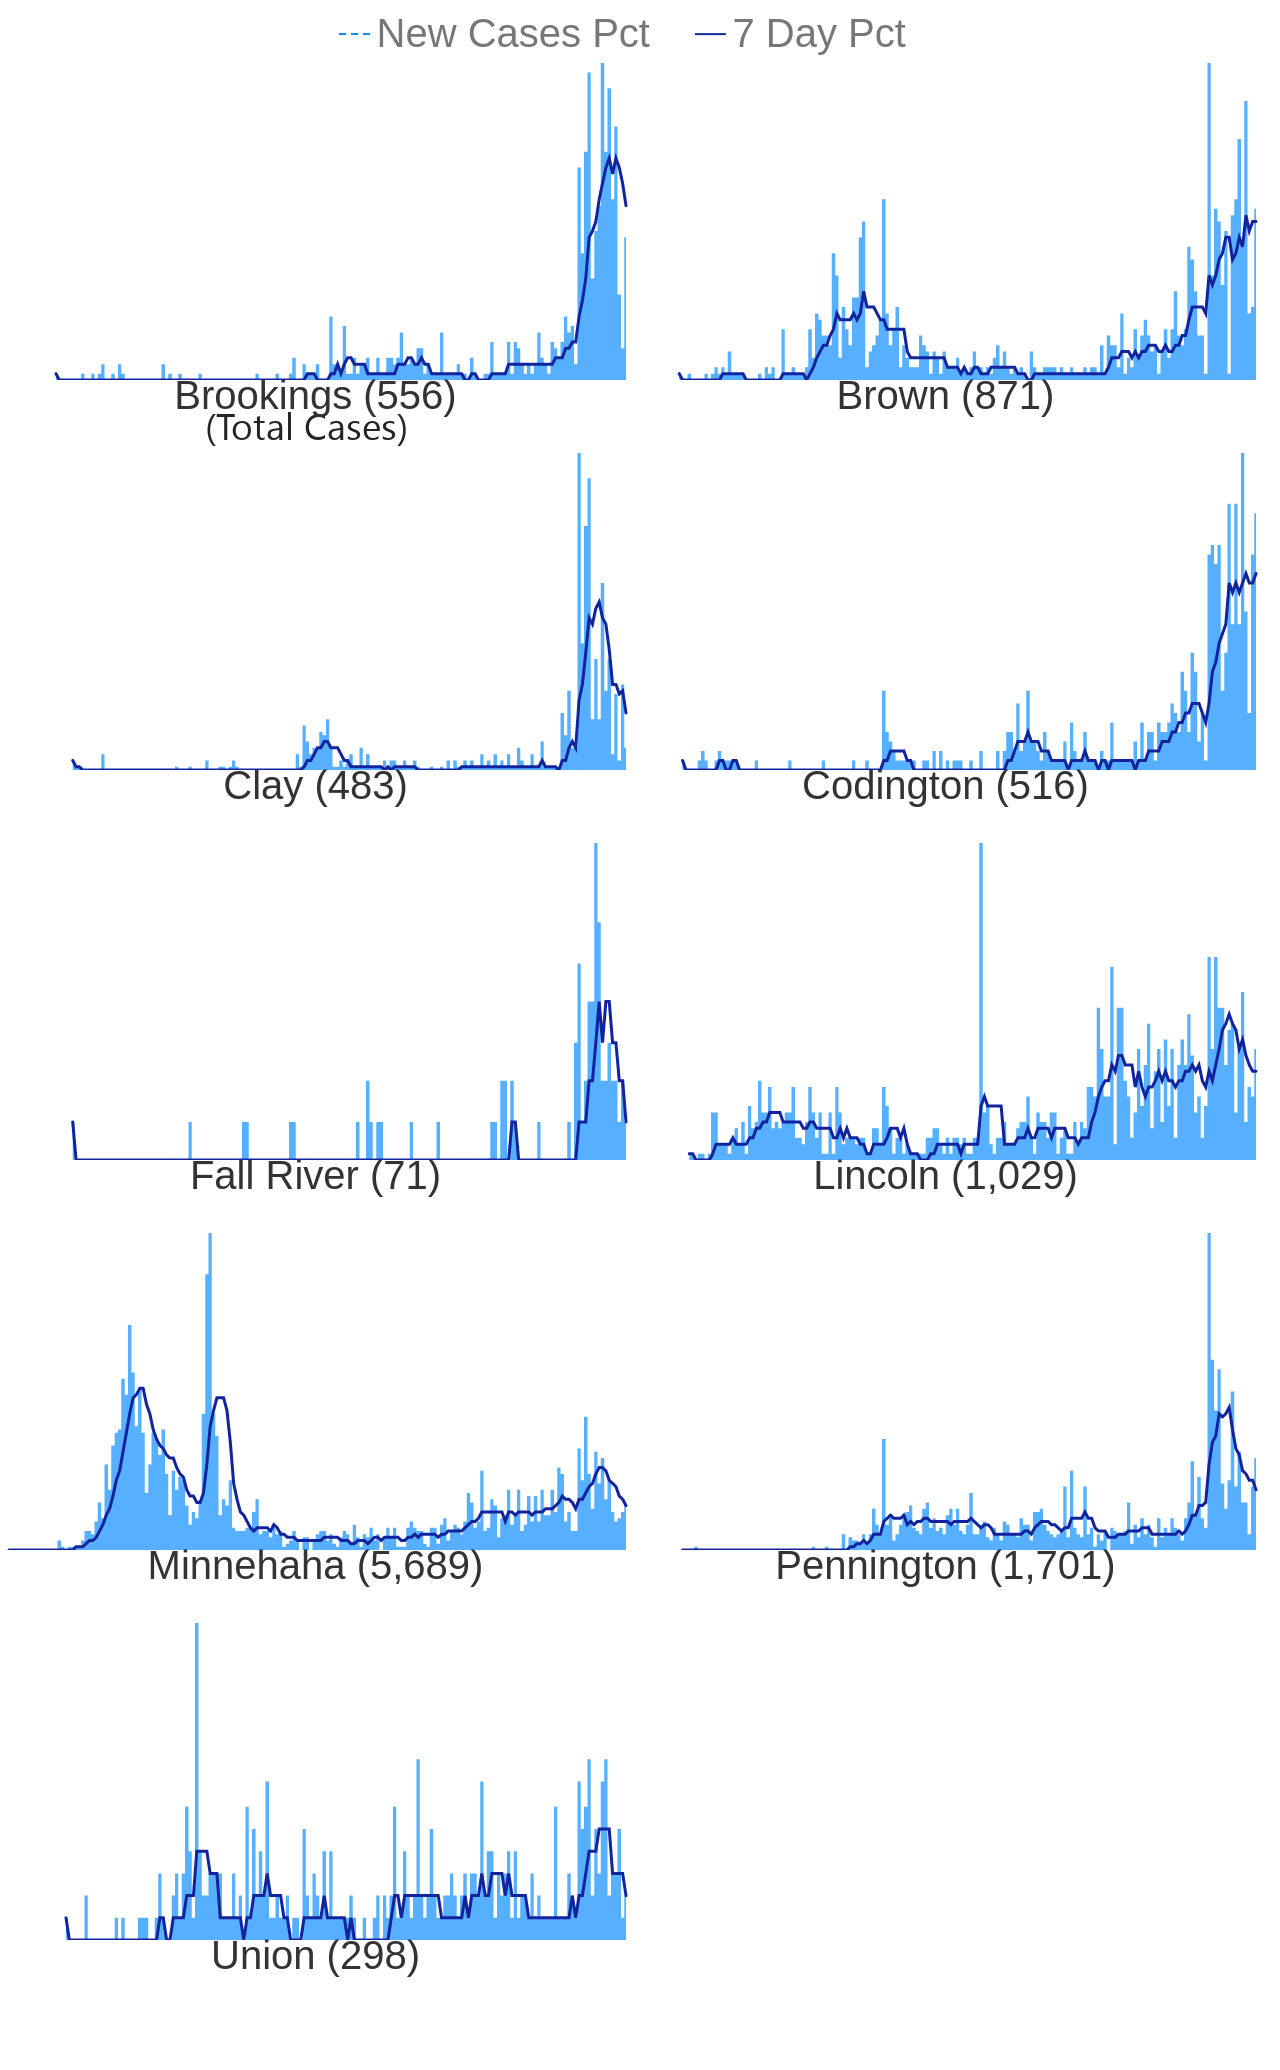 New Cases Pct 7 Day Pct
Brookings (556) Brown (871)
(Total Cases)
Clay (483) Codington (516)
Fall River (71) Lincoln (1,029)
Minnehaha (5,689) Pennington (1,701)
Union (298)